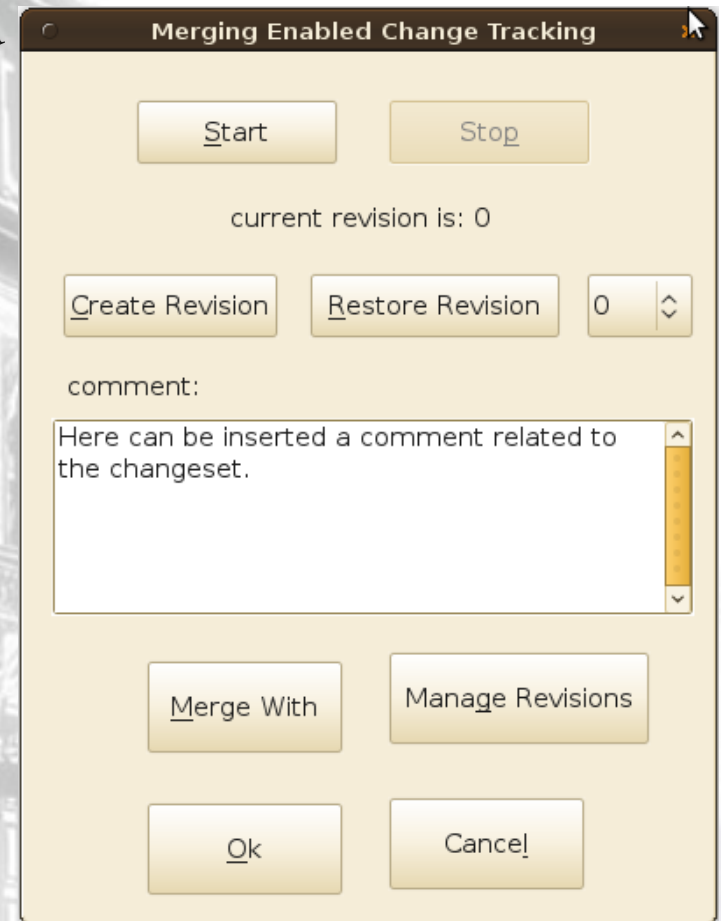 Merging Enabled Change Tracking
Start Stop
current revision is: 0
Create Revision Restore Revision 0
comment:
Here can be inserted a comment related to
the changeset.
Merge With Manage Revisions
Ok Cancel